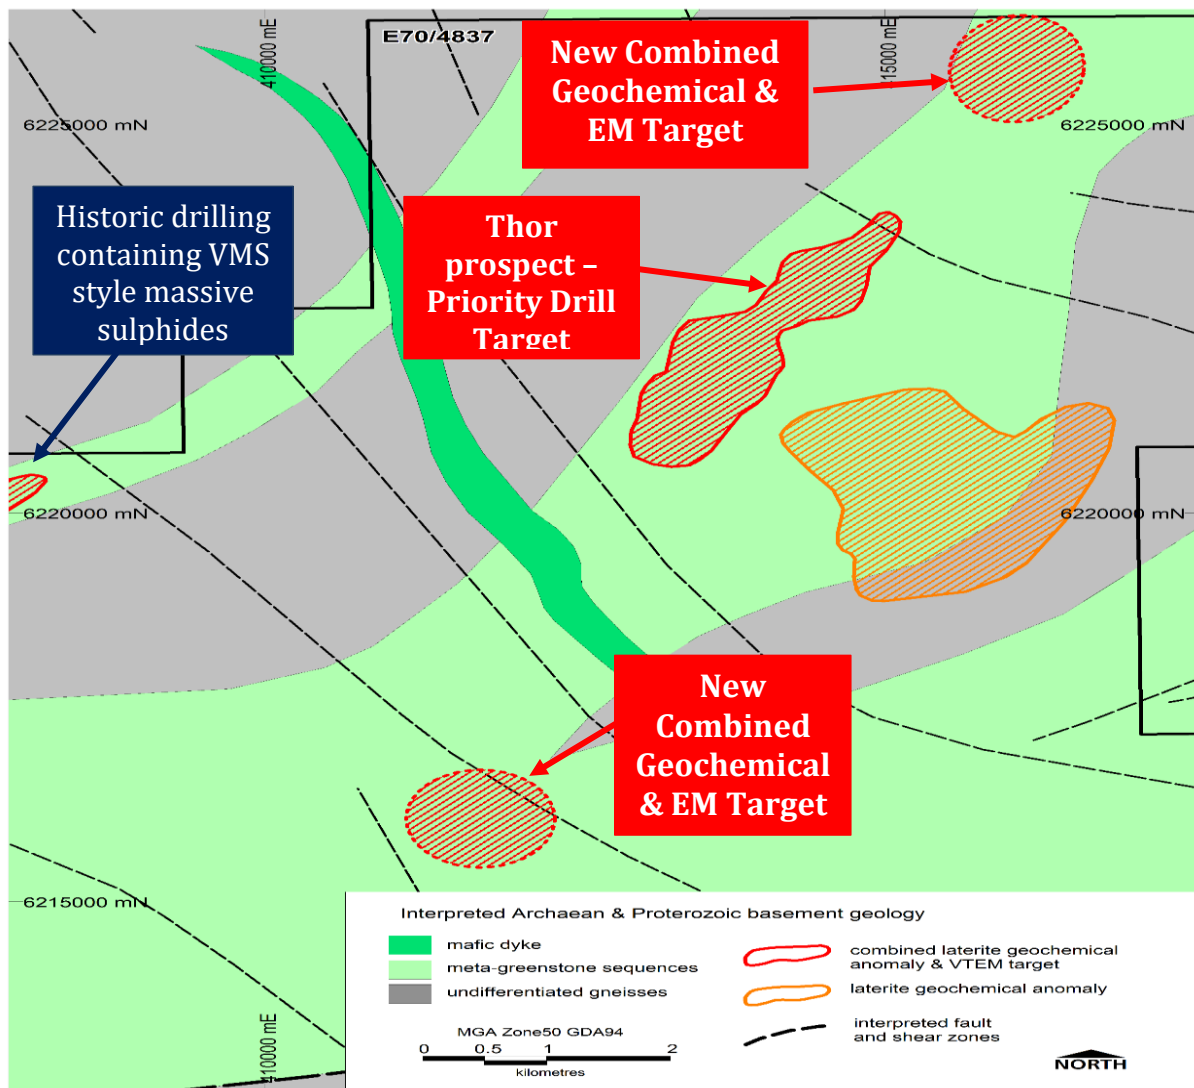 E70/4837
410000 mE
415000 mE
New Combined
Geochemical &
EM Target
6225000 mN
6225000 mN
Historic drilling
containing VMS
style massive
sulphides
Thor
prospect –
Priority Drill
Target
6220000 mN
6220000 mN
New
Combined
Geochemical
& EM Target
6215000 mN
410000 mE
Interpreted Archaean & Proterozoic basement geology
mafic dyke
meta-greenstone sequences
undifferentiated gneisses
combined laterite geochemical
anomaly & VTEM target
laterite geochemical anomaly
interpreted fault
and shear zones
MGA Zone50 GDA94
0 0.5 1 2
kilometres
NORTH